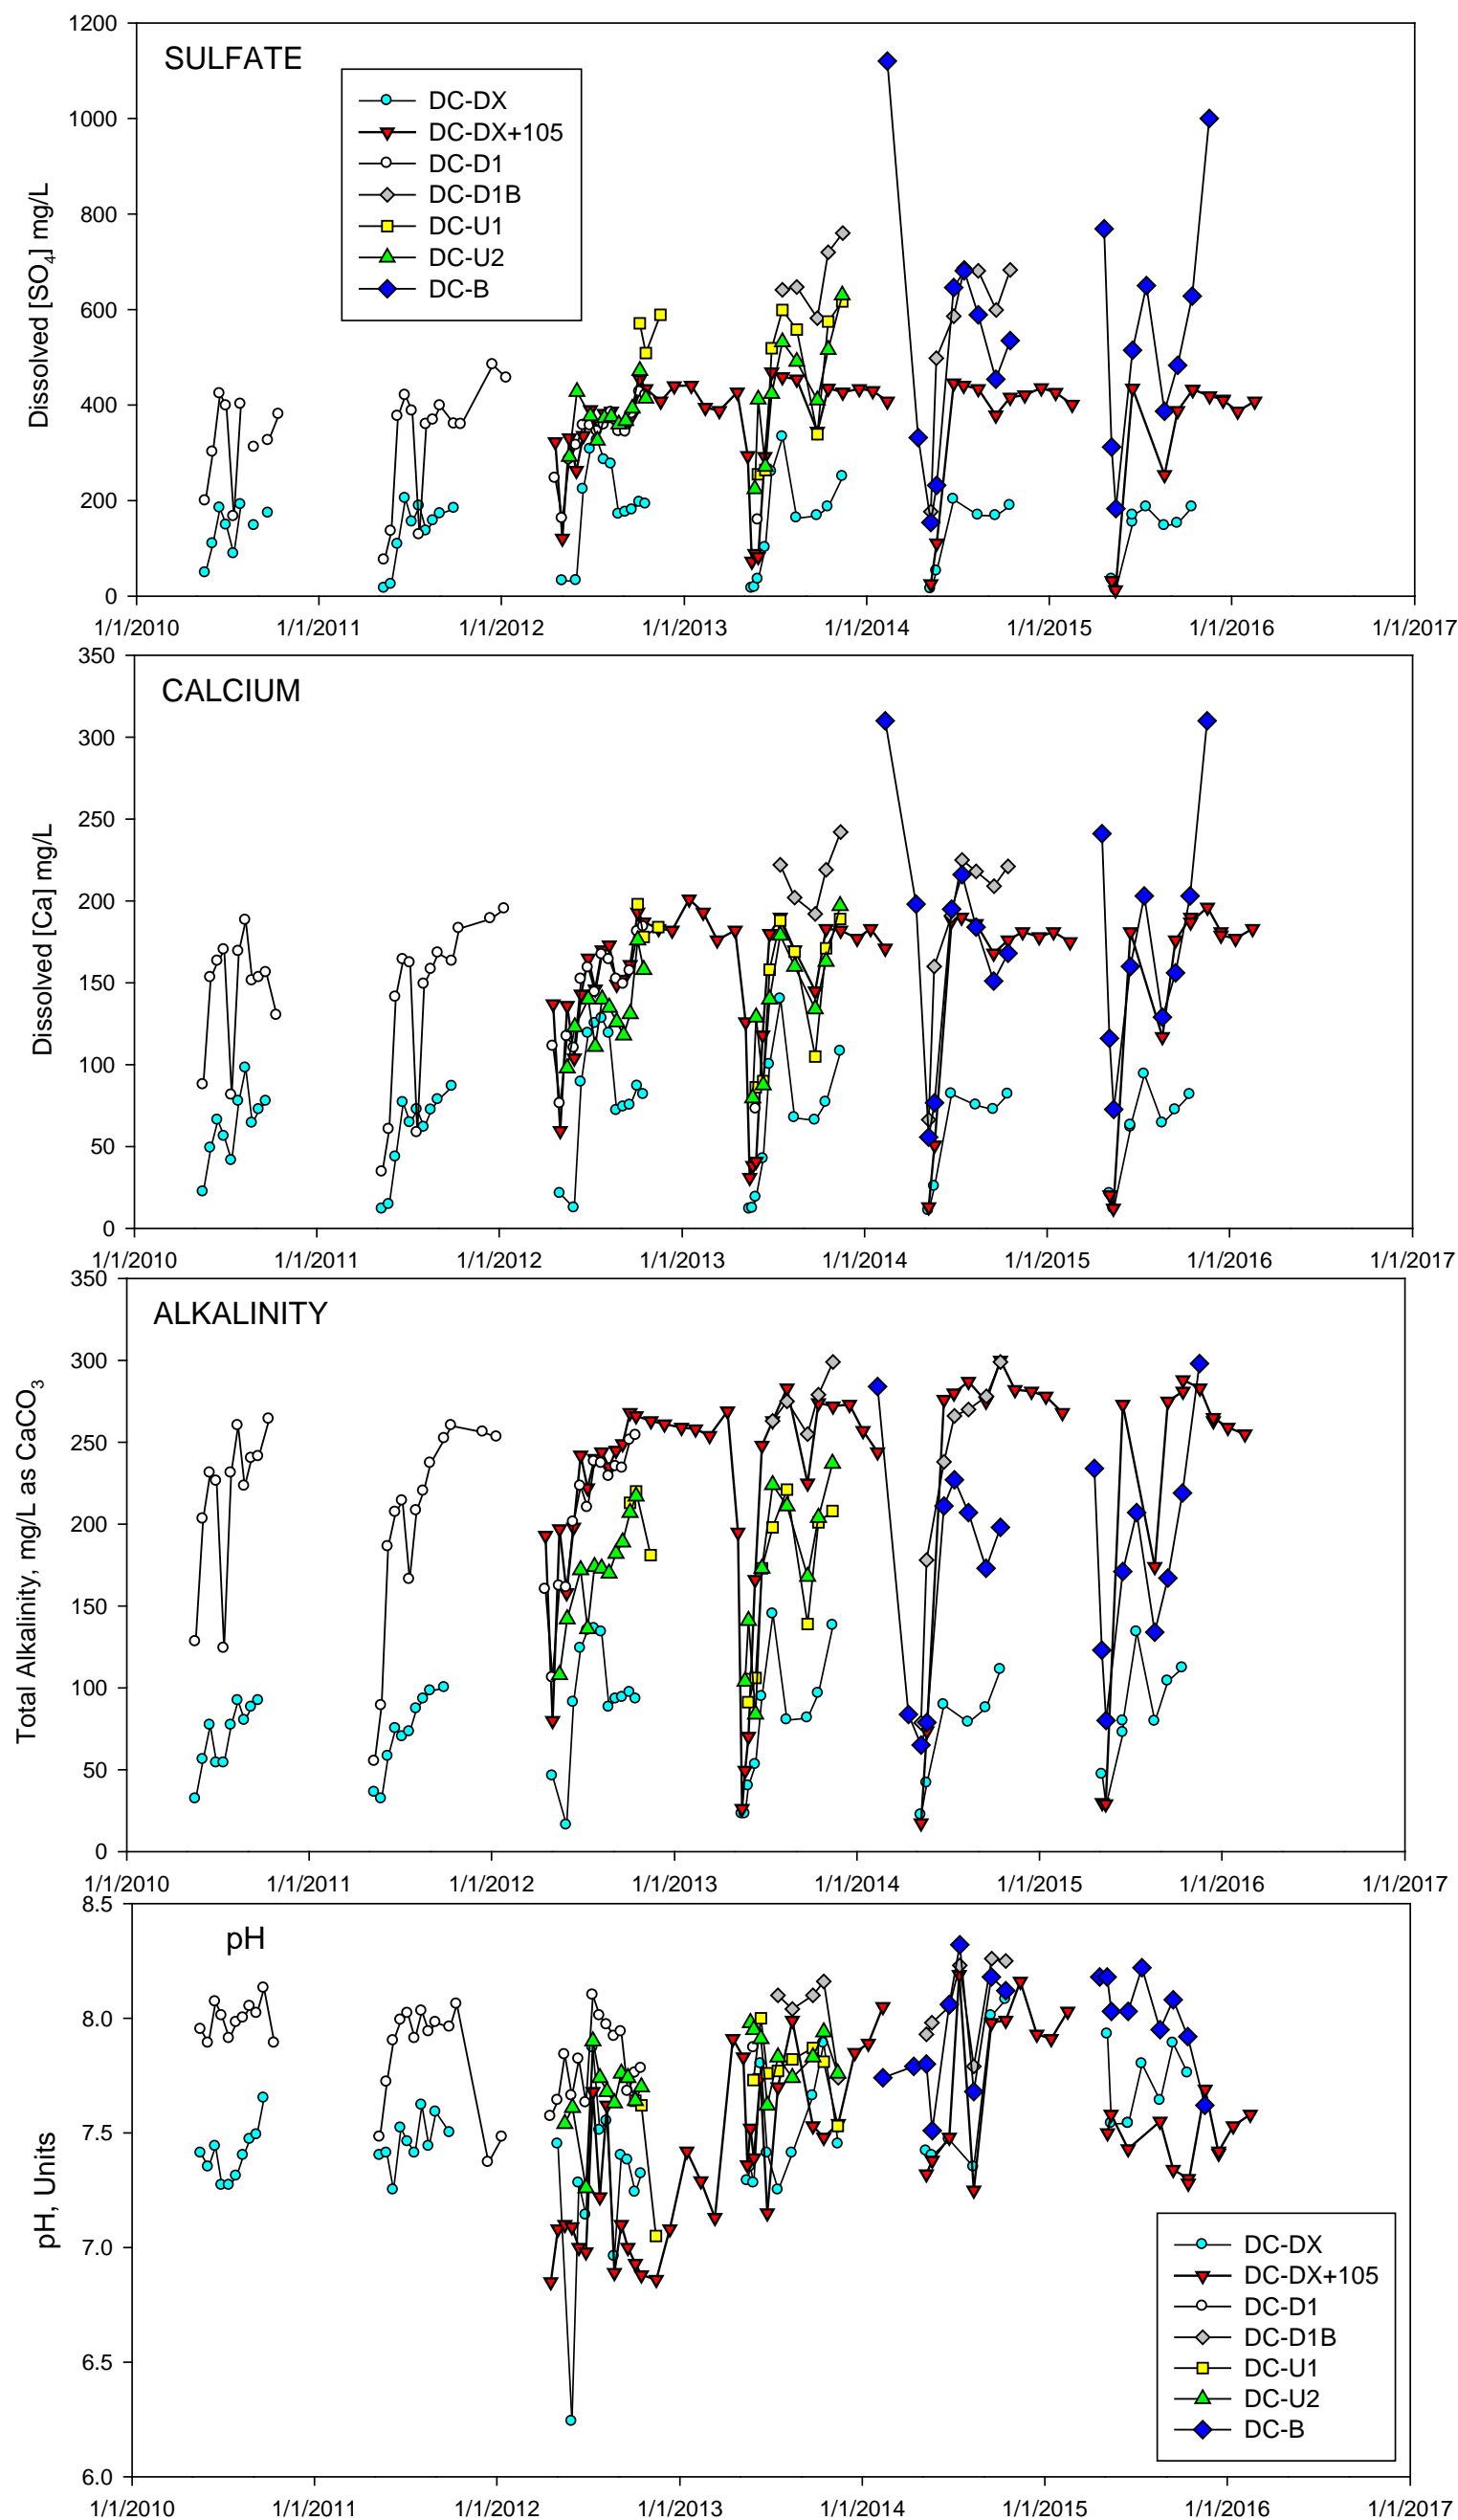 SULFATE
Dissolved [SO4] mg/L
1200
1000
800
600
400
200
0
DC-DX
DC-DX+105
DC-D1
DC-D1B
DC-U1
DC-U2
DC-B
1/1/2010 1/1/2011 1/1/2012 1/1/2013 1/1/2014 1/1/2015 1/1/2016 1/1/2017
CALCIUM
Dissolved [Ca] mg/L
350
300
250
200
150
100
50
0
1/1/2010 1/1/2011 1/1/2012 1/1/2013 1/1/2014 1/1/2015 1/1/2016 1/1/2017
ALKALINITY
Total Alkalinity, mg/L as CaCO3
350
300
250
200
150
100
50
0
1/1/2010 1/1/2011 1/1/2012 1/1/2013 1/1/2014 1/1/2015 1/1/2016 1/1/2017
pH
pH, Units
8.5
8.0
7.5
7.0
6.5
6.0
DC-DX
DC-DX+105
DC-D1
DC-D1B
DC-U1
DC-U2
DC-B
1/1/2010 1/1/2011 1/1/2012 1/1/2013 1/1/2014 1/1/2015 1/1/2016 1/1/2017